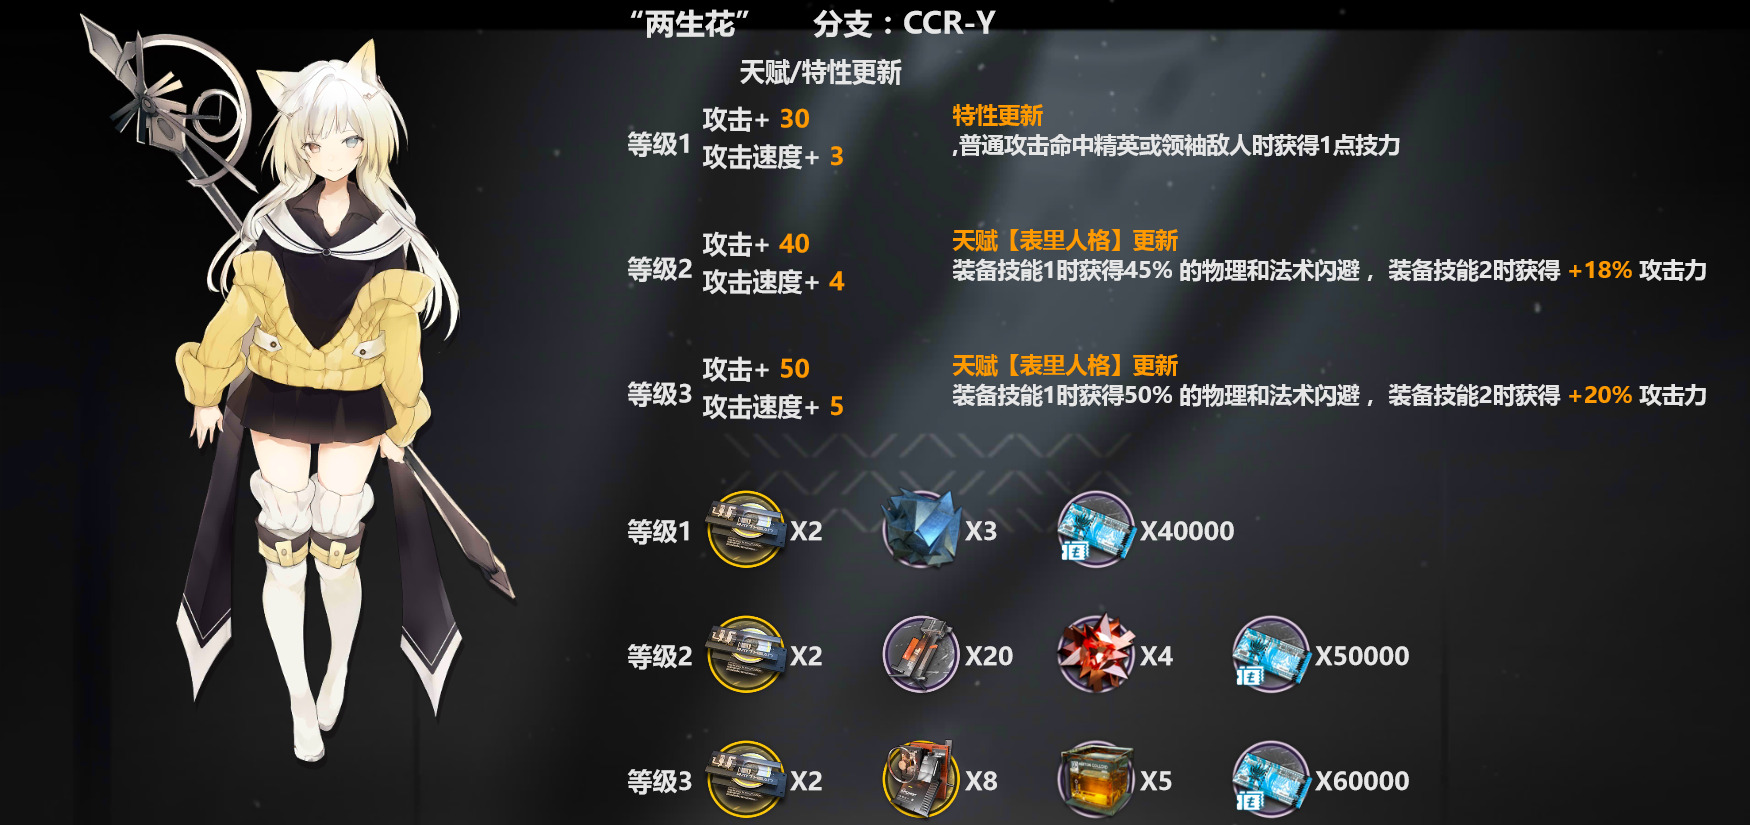 “两生花” 分支：CCR-Y
天赋/特性更新
等级1
攻击+ 30
攻击速度+ 3
特性更新
,普通攻击命中精英或领袖敌人时获得1点技力
等级2
攻击+ 40
攻击速度+ 4
天赋【表里人格】更新
装备技能1时获得45% 的物理和法术闪避， 装备技能2时获得 +18% 攻击力
等级3
攻击+ 50
攻击速度+ 5
天赋【表里人格】更新
装备技能1时获得50% 的物理和法术闪避， 装备技能2时获得 +20% 攻击力
等级1 X2 X3 X40000
等级2 X2 X20 X4 X50000
等级3 X2 X8 X5 X60000